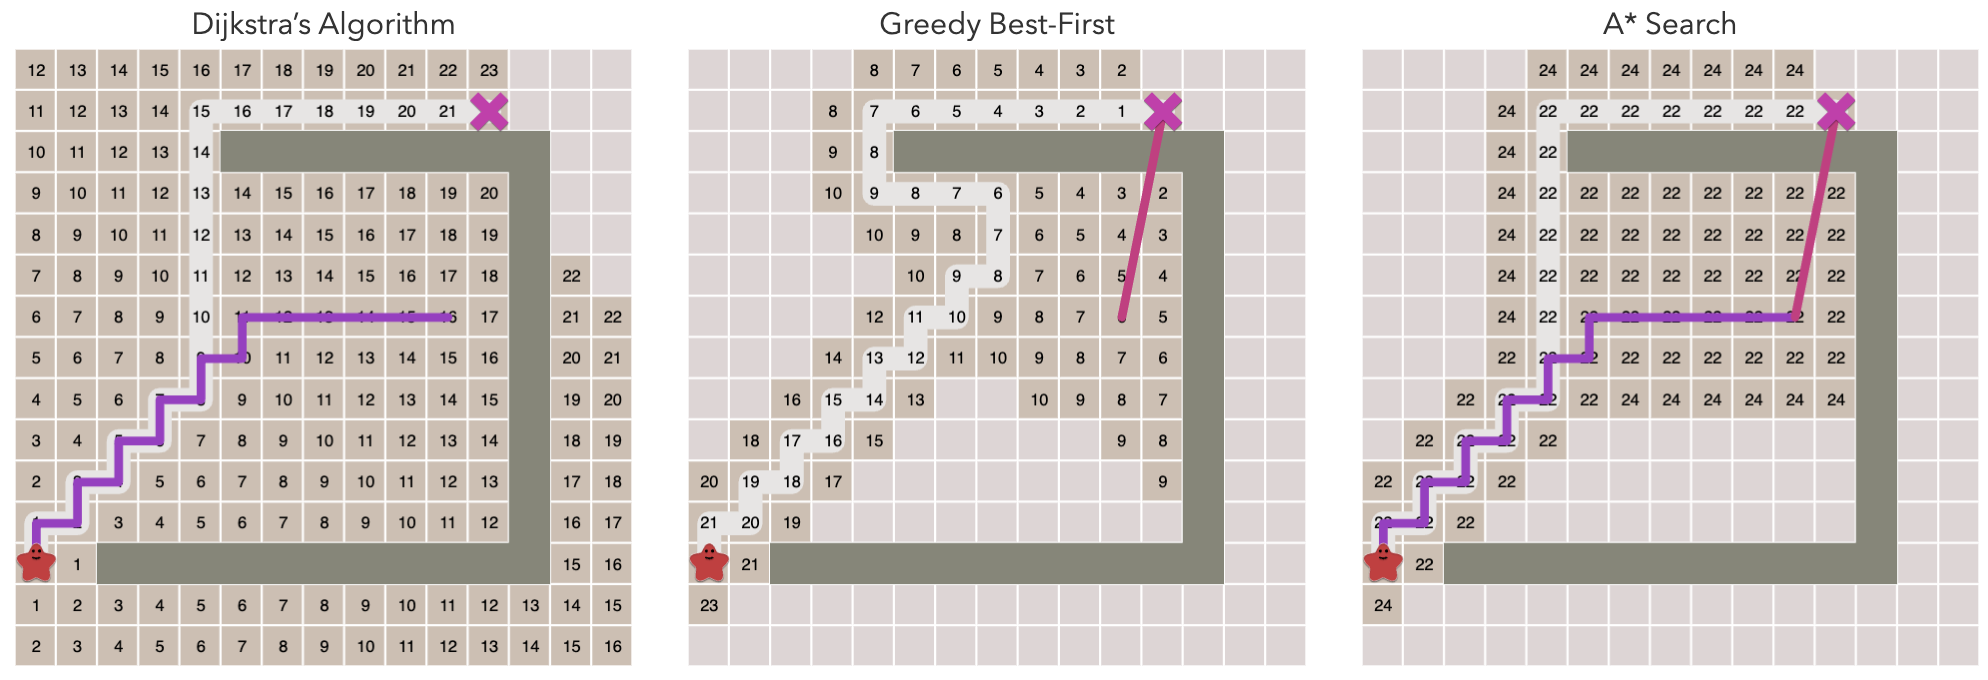 Dijkstra's Algorithm
12 13 14 15 16 17 18 19 20 21 22 23
11 12 13 14 15 16 17 18 19 20 21
10 11 12 13 14
9 10 11 12 13 14 15 16 17 18 19 20
8 9 10 11 12 13 14 15 16 17 18 19
7 8 9 10 11 12 13 14 15 16 17 18 22
6 7 8 9 10 17 21 22
5 6 7 8 11 12 13 14 15 16 20 21
4 5 6 9 10 11 12 13 14 15 19 20
3 4 7 8 9 10 11 12 13 14 18 19
2 5 6 7 8 9 10 11 12 13 17 18
3 4 5 6 7 8 9 10 11 12 16 17
1 15 16
1 2 3 4 5 6 7 8 9 10 11 12 13 14 15
2 3 4 5 6 7 8 9 10 11 12 13 14 15 16
Greedy Best-First
8 7 6 5 4 3 2
8 7 6 5 4 3 2 1
9 8
10 9 8 7 6 5 4 3 2
10 9 8 7 6 5 4 3
10 9 8 7 6 5 4
12 11 10 9 8 7 5
14 13 12 11 10 9 8 7 6
16 15 14 13 10 9 8 7
18 17 16 15 9 8
20 19 18 17 9
21 20 19
21
23
A* Search
24 24 24 24 24 24 24
24 22 22 22 22 22 22 22
24 22
24 22 22 22 22 22 22 22 22
24 22 22 22 22 22 22 22 22
24 22 22 22 22 22 22 22 22
24 22 22
22 22 22 22 22 22 22 22
22 22 24 24 24 24 24 24
22 22
22 22
22
22
24